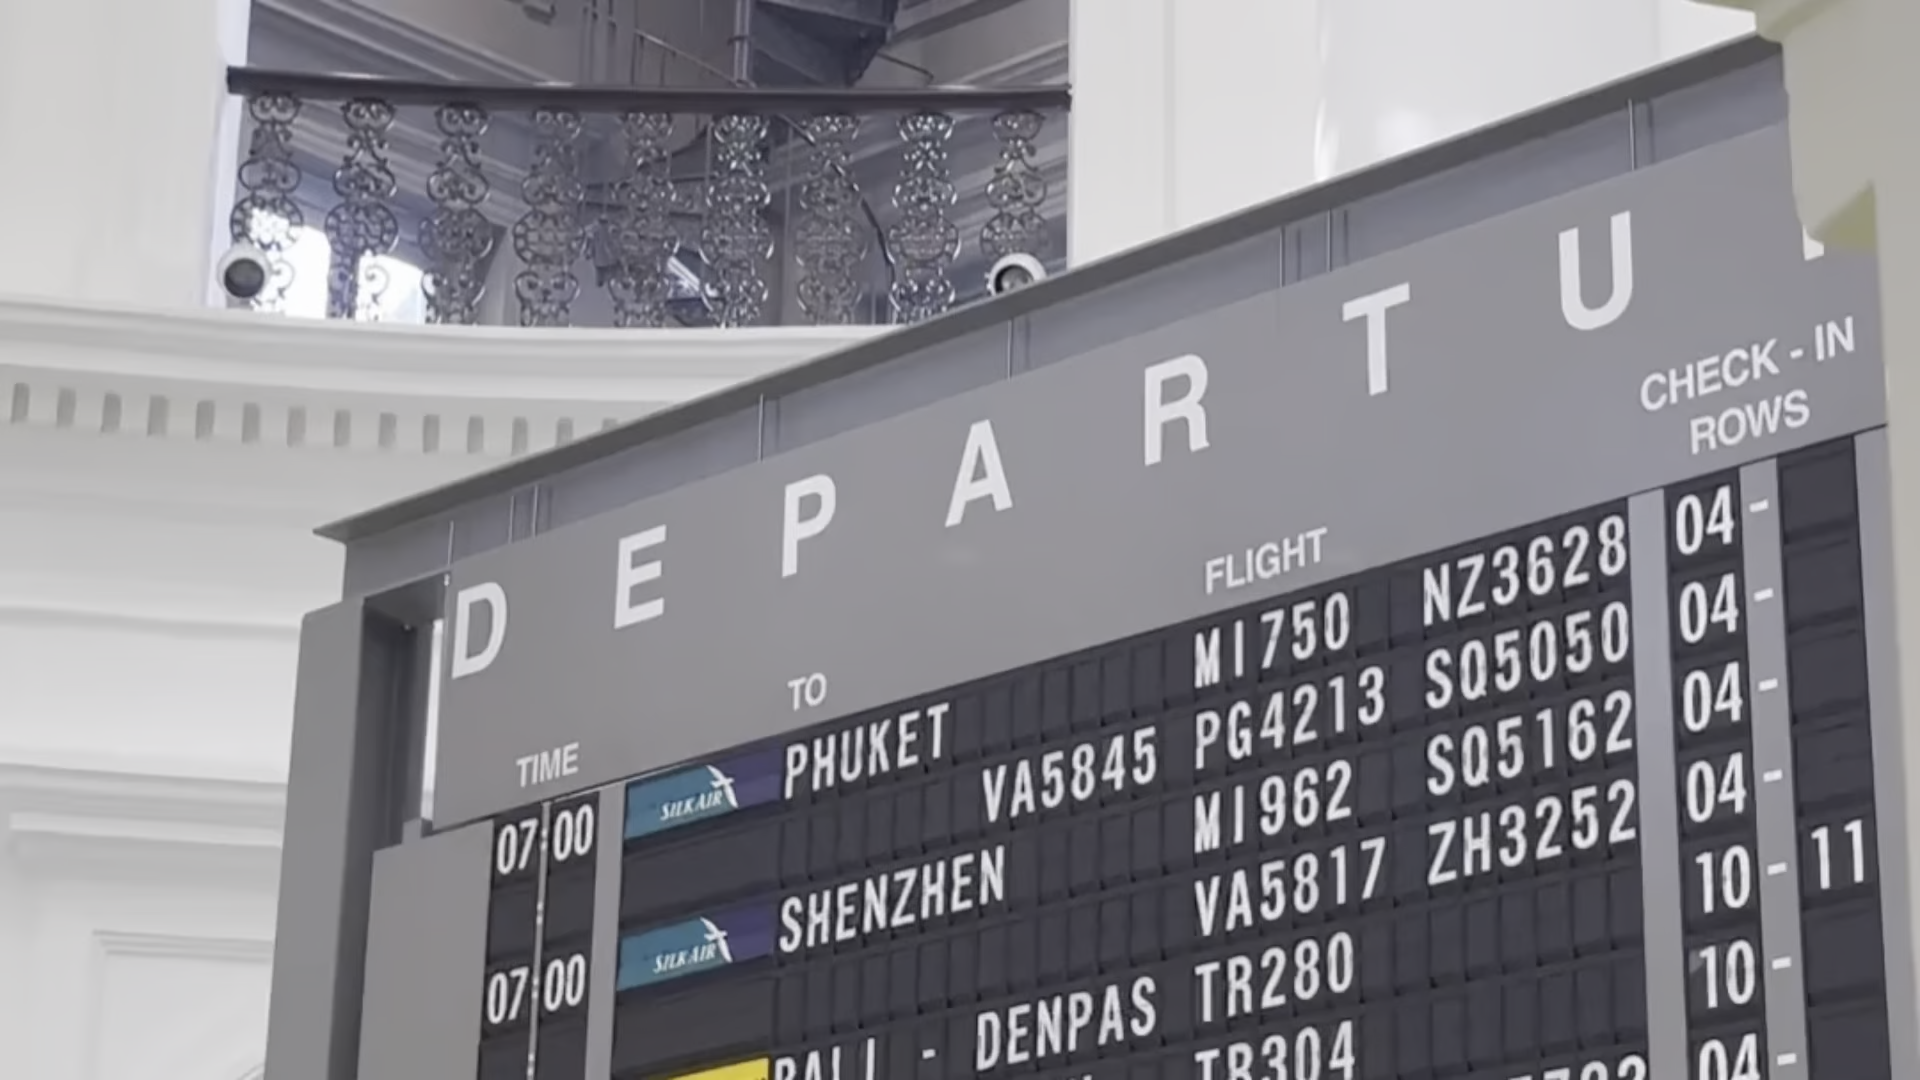 DEPARTU
CHECK - IN
ROWS
TIME TO FLIGHT
07:00 SILKAIR PHUKET MI750 NZ3628 04-
VA5845 PG4213 SQ5050 04-
07:00 SILKAIR SHENZHEN MI962 SQ5162 04-
VA5817 ZH3252 04-
BALI - DENPAS TR280 10-11
TR304 10-
04-